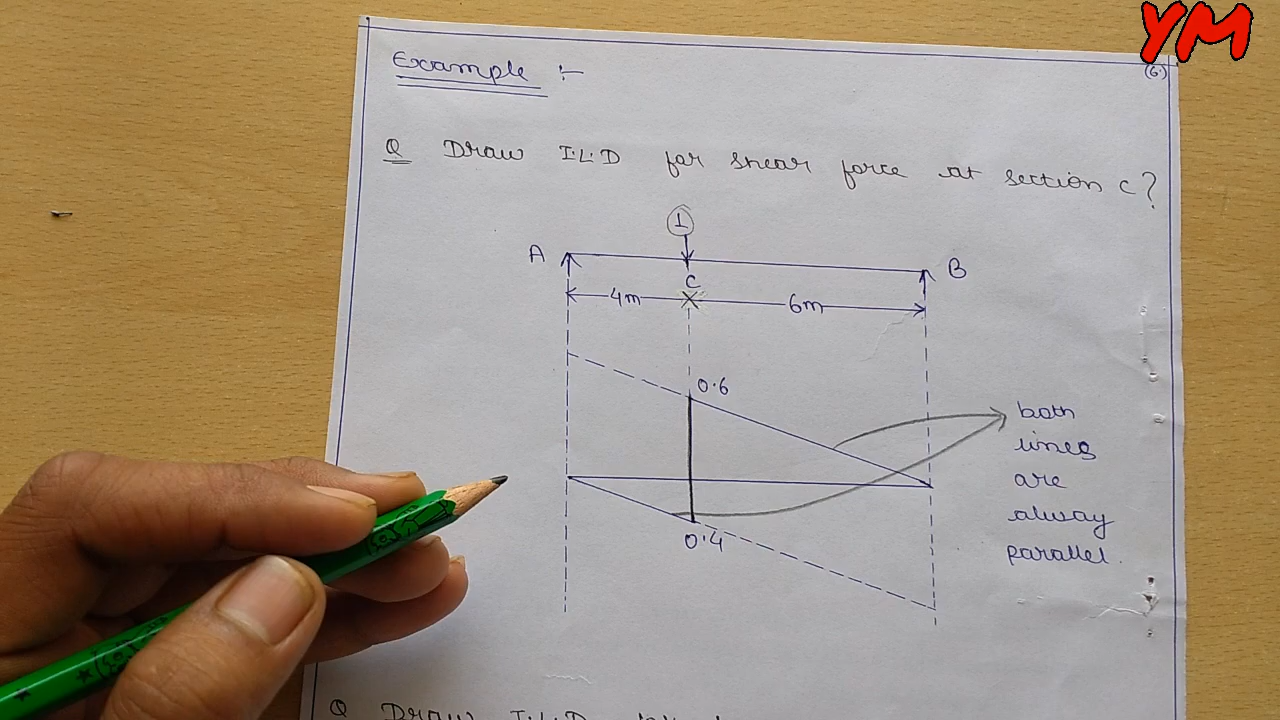 YM
(6.)
Example :-
Q Draw I.L.D for shear force at section C?
1
A
B
C
4m
6m
0.6
both
lines
are
alway
parallel.
0.4
Q Draw I.L.D